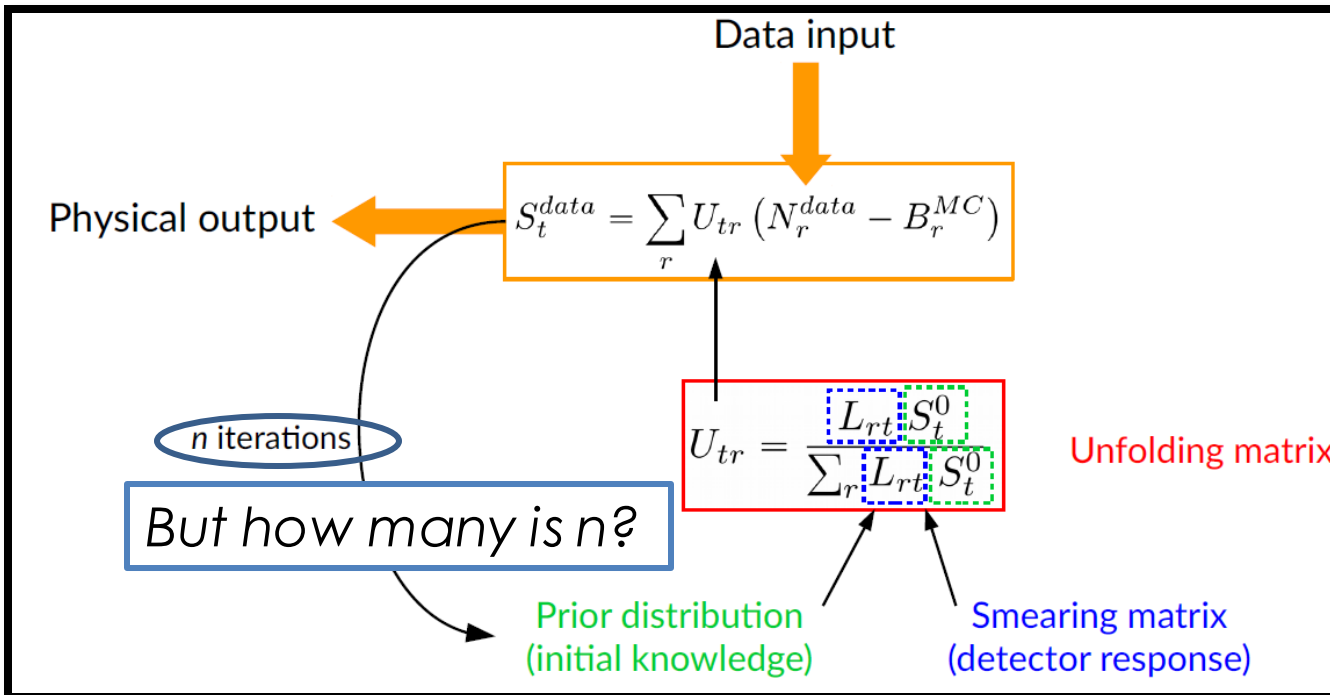 Data input
Physical output
$S_t^{data} = \sum_r U_{tr} \left( N_r^{data} - B_r^{MC} \right)$
n iterations
$U_{tr} = \frac{L_{rt} S_t^0}{\sum_r L_{rt} S_t^0}$
Unfolding matrix
But how many is n?
Prior distribution
(initial knowledge)
Smearing matrix
(detector response)